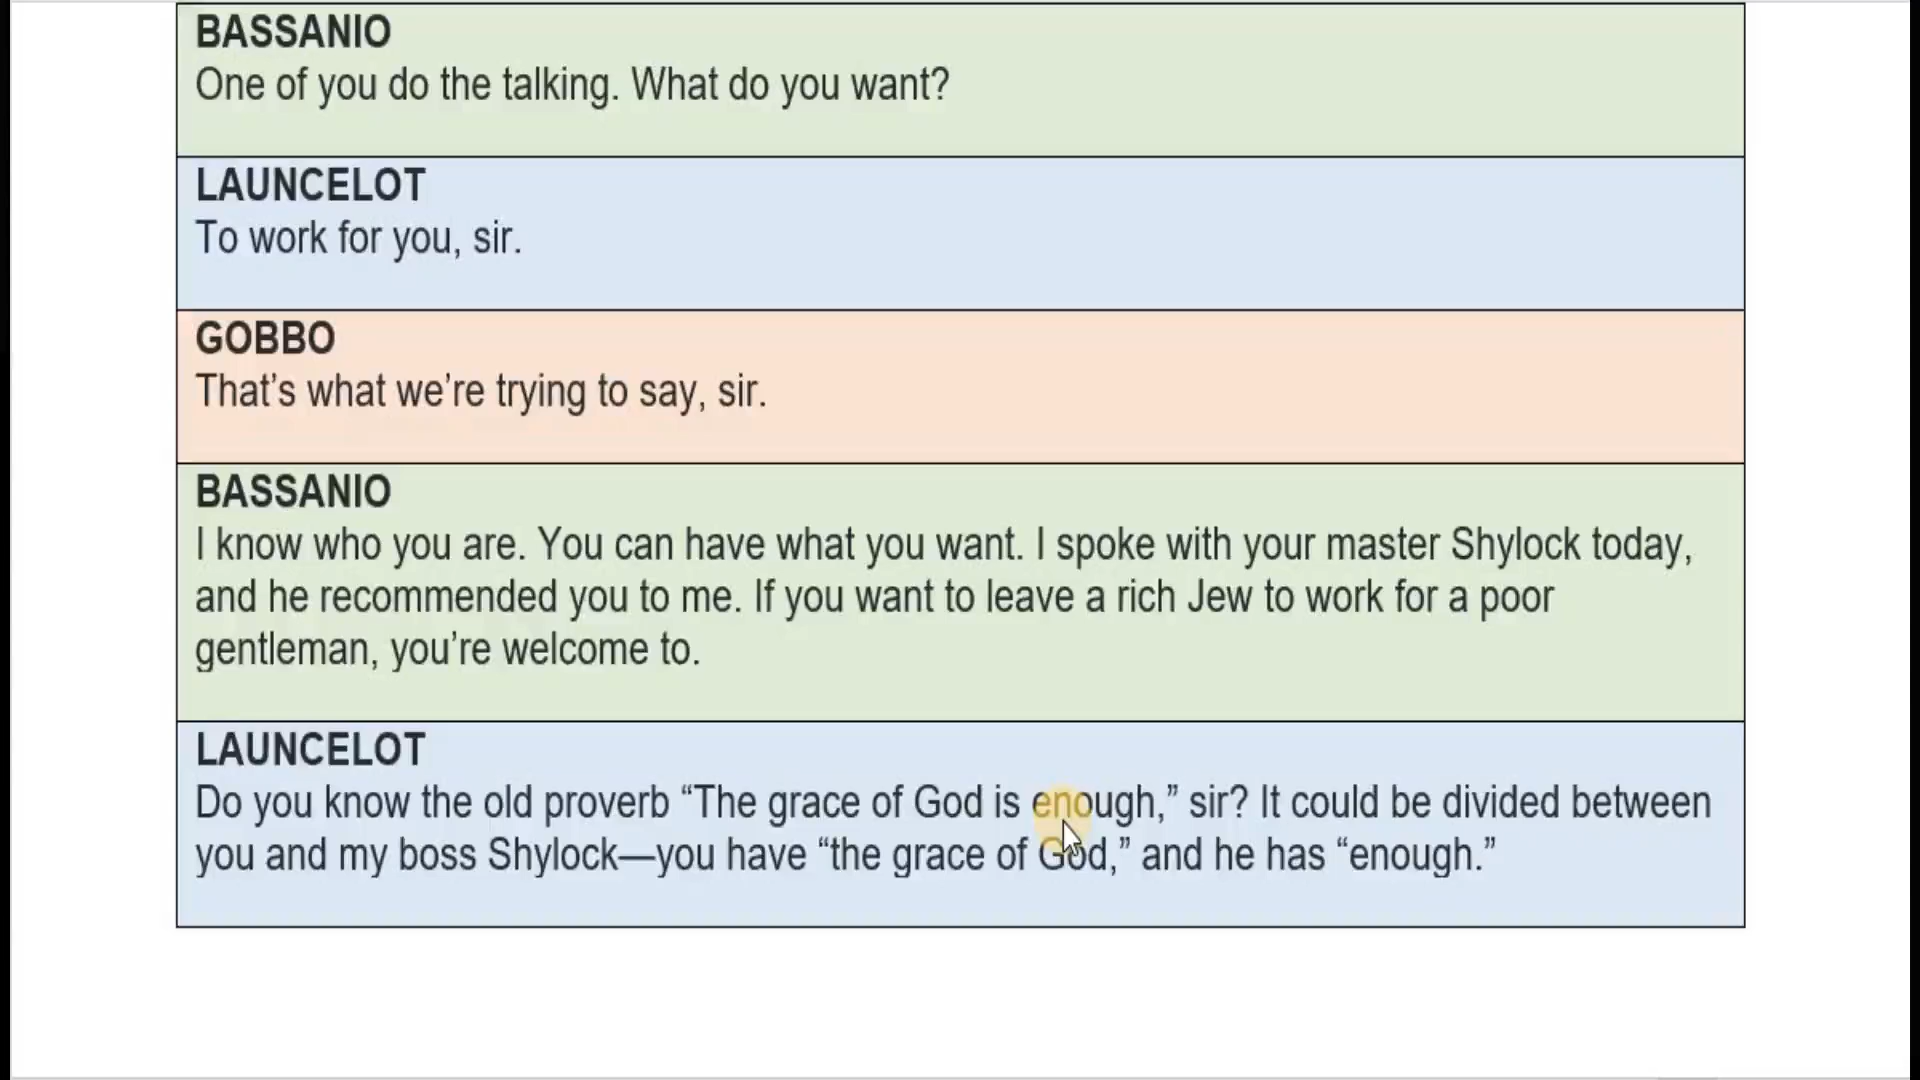 BASSANIO
One of you do the talking. What do you want?
LAUNCELOT
To work for you, sir.
GOBBO
That’s what we’re trying to say, sir.
BASSANIO
I know who you are. You can have what you want. I spoke with your master Shylock today,
and he recommended you to me. If you want to leave a rich Jew to work for a poor
gentleman, you’re welcome to.
LAUNCELOT
Do you know the old proverb “The grace of God is enough,” sir? It could be divided between
you and my boss Shylock—you have “the grace of God,” and he has “enough.”